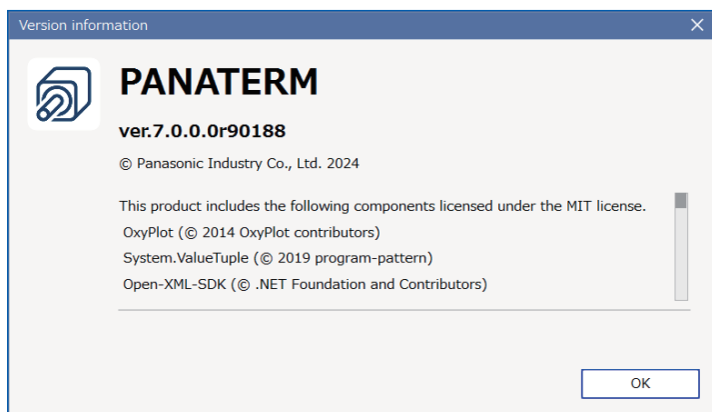 Version information
PANATERM
ver.7.0.0.0r90188
© Panasonic Industry Co., Ltd. 2024
This product includes the following components licensed under the MIT license.
OxyPlot (© 2014 OxyPlot contributors)
System.ValueTuple (© 2019 program-pattern)
Open-XML-SDK (© .NET Foundation and Contributors)
OK